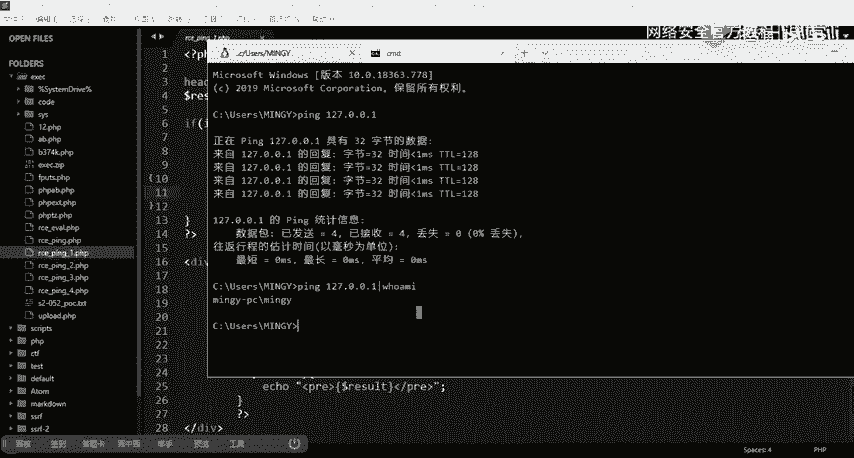 网络安全官方教程
OPEN FILES
FOLDERS
exec
%SystemDrive%
code
sys
12.php
ab.php
b374k.php
exec.zip
fputs.php
phpeb.php
phpext.php
phptz.php
rce_eval.php
rce_ping.php
rce_ping_1.php
rce_ping_2.php
rce_ping_3.php
rce_ping_4.php
s2-052_poc.txt
upload.php
scripts
php
ctf
test
default
Atom
markdown
ssrf
ssrf-2
rce_ping_1.php
1 <?ph
2
3 head
4 $res
5
6 if(i
7
8
9
10
11
12
13 }
14 ?>
15
16 <div
17
18
19
20
21
22
23
24
25 echo "<pre>{$result}</pre>";
26 }
27 ?>
28 </div>
../Users/MINGY
cmd
Microsoft Windows [版本 10.0.18363.778]
(c) 2019 Microsoft Corporation。保留所有权利。
C:\Users\MINGY>ping 127.0.0.1
正在 Ping 127.0.0.1 具有 32 字节的数据:
来自 127.0.0.1 的回复: 字节=32 时间<1ms TTL=128
来自 127.0.0.1 的回复: 字节=32 时间<1ms TTL=128
来自 127.0.0.1 的回复: 字节=32 时间<1ms TTL=128
来自 127.0.0.1 的回复: 字节=32 时间<1ms TTL=128
127.0.0.1 的 Ping 统计信息:
数据包: 已发送 = 4，已接收 = 4，丢失 = 0 (0% 丢失)，
往返行程的估计时间(以毫秒为单位):
最短 = 0ms，最长 = 0ms，平均 = 0ms
C:\Users\MINGY>ping 127.0.0.1|whoami
mingy-pc\mingy
C:\Users\MINGY>
签到
答题卡
举手
工具
Spaces: 4
PHP